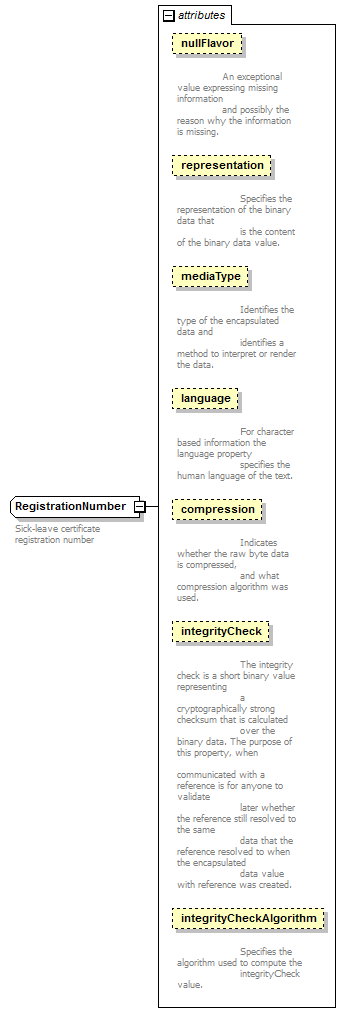 attributes
nullFlavor
An exceptional
value expressing missing
information
and possibly the
reason why the information
is missing.
representation
Specifies the
representation of the binary
data that
is the content
of the binary data value.
mediaType
Identifies the
type of the encapsulated
data and
identifies a
method to interpret or render
the data.
language
For character
based information the
language property
specifies the
human language of the text.
RegistrationNumber
Sick-leave certificate
registration number
compression
Indicates
whether the raw byte data
is compressed,
and what
compression algorithm was
used.
integrityCheck
The integrity
check is a short binary value
representing
a
cryptographically strong
checksum that is calculated
over the
binary data. The purpose of
this property, when
communicated with a
reference is for anyone to
validate
later whether
the reference still resolved to
the same
data that the
reference resolved to when
the encapsulated
data value
with reference was created.
integrityCheckAlgorithm
Specifies the
algorithm used to compute the
integrityCheck
value.